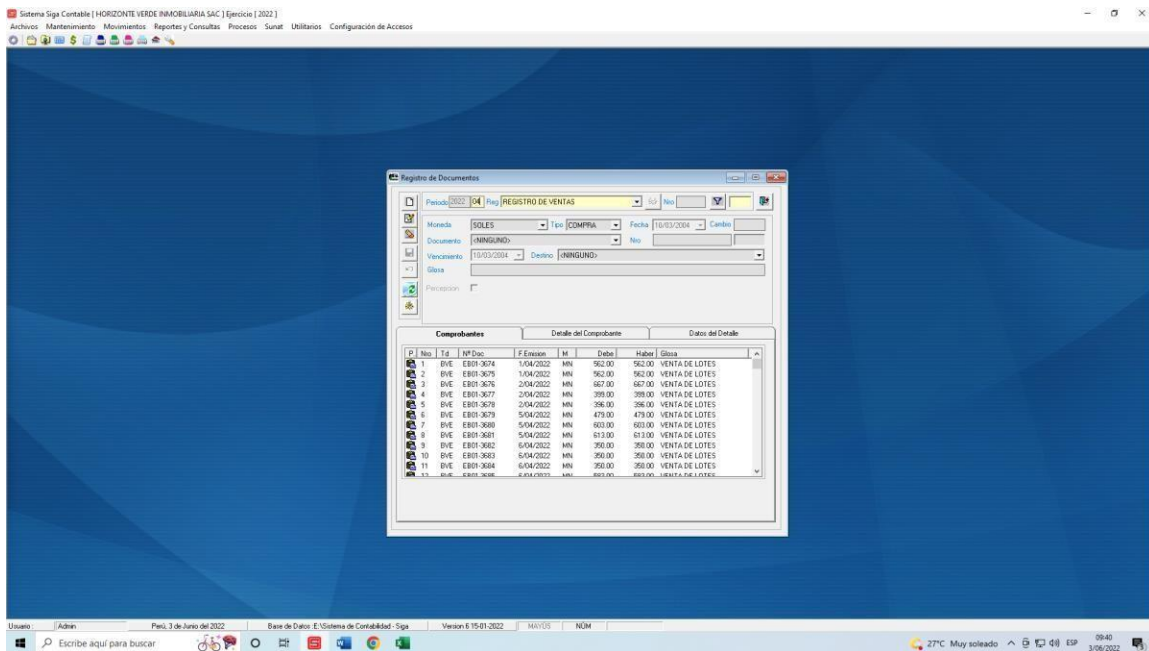 Sistema Siga Contable [ HORIZONTE VERDE INMOBILIARIA SAC ] Ejercicio [ 2022 ]
Archivos Mantenimiento Movimientos Reportes y Consultas Procesos Sunat Utilitarios Configuración de Accesos
Registro de Documentos
Periodo 2022 04 Reg REGISTRO DE VENTAS Nro
Moneda SOLES Tipo COMPRA Fecha 10/03/2004 Cambio
Documento <NINGUNO> Nro
Vencimiento 10/03/2004 Destino <NINGUNO>
Glosa
Percepcion
Comprobantes Detalle del Comprobante Datos del Detalle
P. Nro Td Nº Doc F.Emision M Debe Haber Glosa
1 BVE EB01-3674 1/04/2022 MN 562.00 562.00 VENTA DE LOTES
2 BVE EB01-3675 1/04/2022 MN 562.00 562.00 VENTA DE LOTES
3 BVE EB01-3676 2/04/2022 MN 667.00 667.00 VENTA DE LOTES
4 BVE EB01-3677 2/04/2022 MN 399.00 399.00 VENTA DE LOTES
5 BVE EB01-3678 2/04/2022 MN 396.00 396.00 VENTA DE LOTES
6 BVE EB01-3679 5/04/2022 MN 479.00 479.00 VENTA DE LOTES
7 BVE EB01-3680 5/04/2022 MN 603.00 603.00 VENTA DE LOTES
8 BVE EB01-3681 5/04/2022 MN 613.00 613.00 VENTA DE LOTES
9 BVE EB01-3682 6/04/2022 MN 350.00 350.00 VENTA DE LOTES
10 BVE EB01-3683 6/04/2022 MN 350.00 350.00 VENTA DE LOTES
11 BVE EB01-3684 6/04/2022 MN 350.00 350.00 VENTA DE LOTES
12 BVE EB01-3685 6/04/2022 MN VENTA DE LOTES
Usuario : Admin Perú, 3 de Junio del 2022 Base de Datos :E:\Sistema de Contabilidad - Siga Version 6 15-01-2022 MAYÚS NÚM
Escribe aquí para buscar 27°C Muy soleado ESP 09:40
3/06/2022